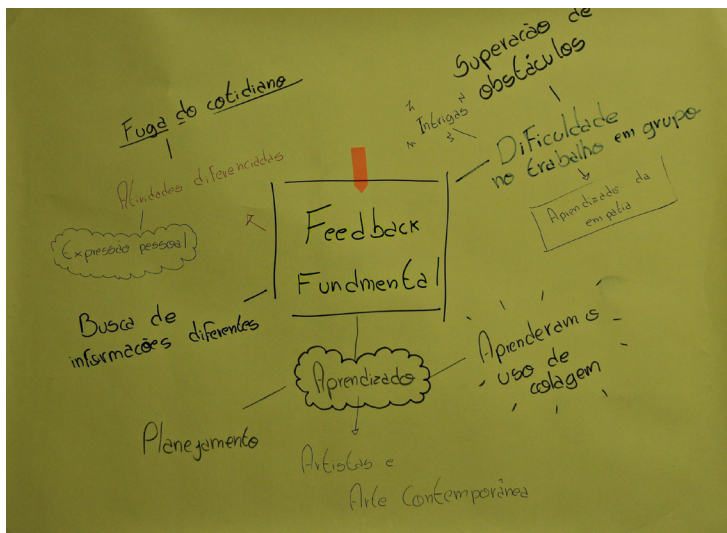 Superação de
obstáculos
Fuga do cotidiano
Intrigas
Dificuldade
no trabalho em grupo
Atividades diferenciadas
Aprendizado da
empatia
Feedback
Fundmental
Expressão pessoal
Busca de
informações diferentes
Aprenderam o
uso de
colagem
Aprendizado
Planejamento
Artistas e
Arte Contemporânea